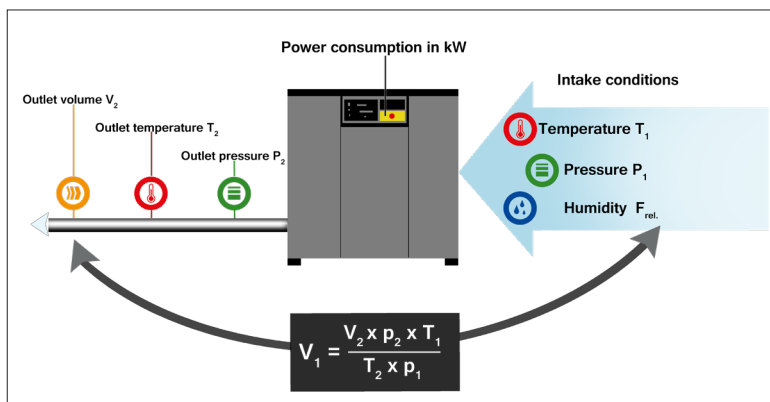 Power consumption in kW
Intake conditions
Outlet volume V₂
Outlet temperature T₂
Outlet pressure P₂
Temperature T₁
Pressure P₁
Humidity F rel.
V₁ = V₂ x p₂ x T₁
T₂ x p₁